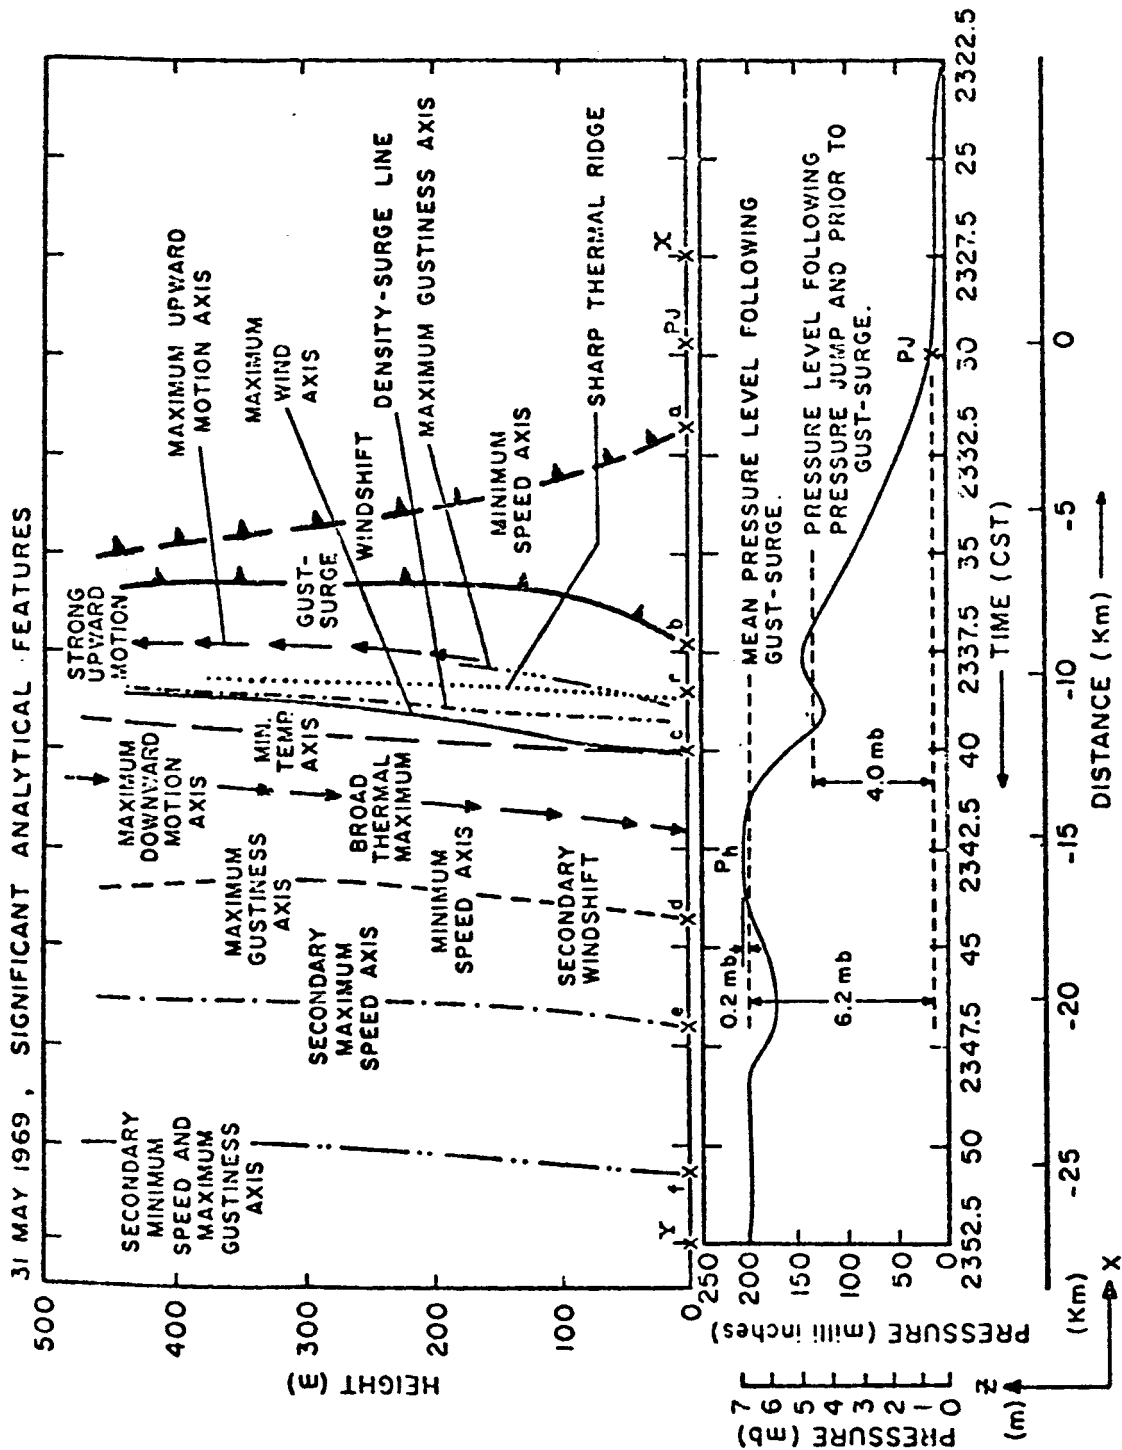 31 MAY 1969, SIGNIFICANT ANALYTICAL FEATURES
HEIGHT (m)
500
400
300
200
100
0
SECONDARY
MINIMUM
SPEED AND
MAXIMUM
GUSTINESS
AXIS
SECONDARY
MAXIMUM
SPEED AXIS
MAXIMUM
GUSTINESS
AXIS
MINIMUM
SPEED AXIS
SECONDARY
WINDSHIFT
MAXIMUM
DOWNWARD
MOTION
AXIS
BROAD
THERMAL
MAXIMUM
MIN.
TEMP.
AXIS
STRONG
UPWARD
MOTION
GUST-
SURGE
WINDSHIFT
MINIMUM
SPEED AXIS
MAXIMUM UPWARD
MOTION AXIS
MAXIMUM
WIND
AXIS
DENSITY-SURGE LINE
MAXIMUM GUSTINESS AXIS
SHARP THERMAL RIDGE
Y f e d c r b a PJ X
PRESSURE (mb)
7
6
5
4
3
2
1
0
PRESSURE (milli inches)
250
200
150
100
50
0
0.2 mb
6.2 mb
Ph
4.0 mb
MEAN PRESSURE LEVEL FOLLOWING
GUST-SURGE.
PRESSURE LEVEL FOLLOWING
PRESSURE JUMP AND PRIOR TO
GUST-SURGE.
PJ
2352.5 50 2347.5 45 2342.5 40 2337.5 35 2332.5 30 2327.5 25 2322.5
TIME (CST)
-25 -20 -15 -10 -5 0
(Km)
DISTANCE (Km)
Z
(m)
X